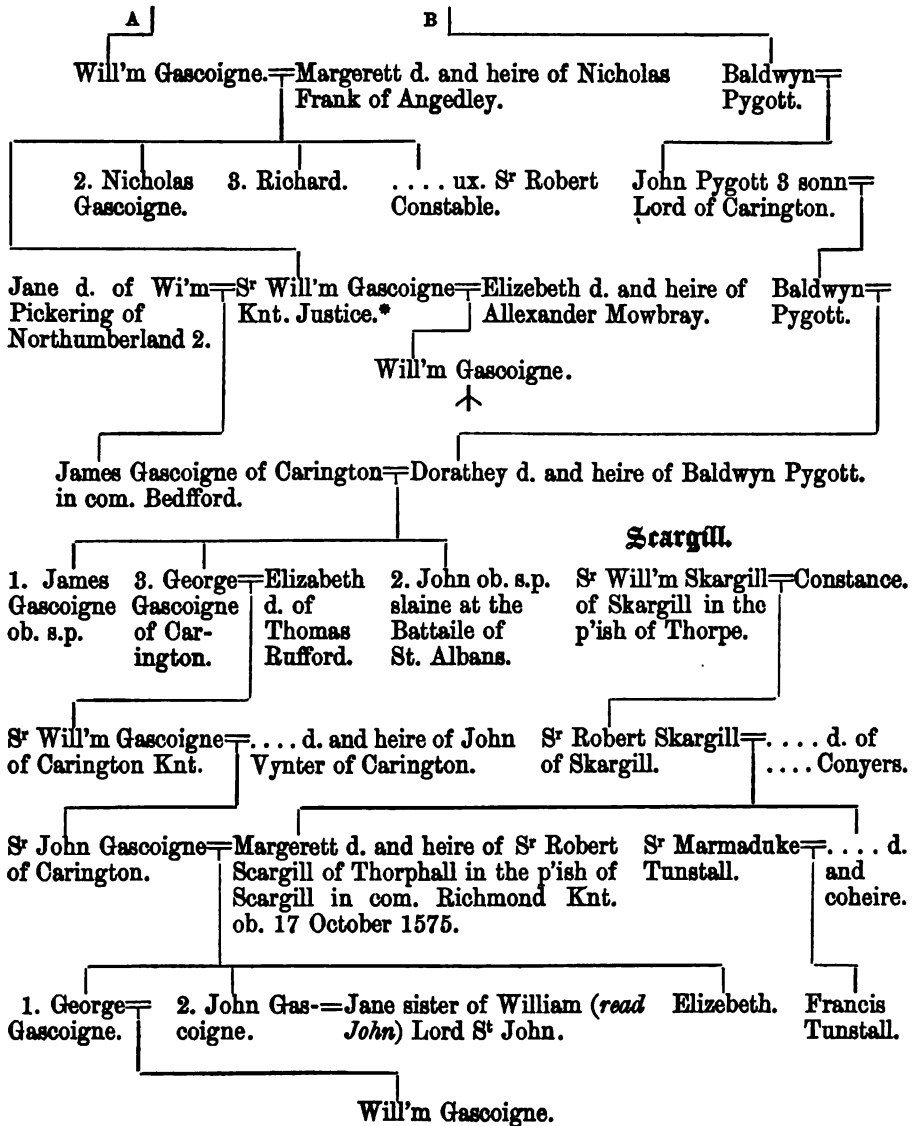 A B
Will'm Gascoigne.=Margerett d. and heire of Nicholas
Frank of Angedley.
Baldwyn=
Pygott.
2. Nicholas
Gascoigne.
3. Richard.
.... ux. Sr Robert
Constable.
John Pygott 3 sonn=
Lord of Carington.
Jane d. of Wi'm=
Pickering of
Northumberland 2.
Sr Will'm Gascoigne=
Knt. Justice.*
Elizebeth d. and heire of
Allexander Mowbray.
Baldwyn=
Pygott.
Will'm Gascoigne.
James Gascoigne of Carington=Dorathey d. and heire of Baldwyn Pygott.
in com. Bedfford.
Scargill.
1. James
Gascoigne
ob. s.p.
3. George=
Gascoigne
of Car-
ington.
Elizabeth
d. of
Thomas
Rufford.
2. John ob. s.p.
slaine at the
Battaile of
St. Albans.
Sr Will'm Skargill=Constance.
of Skargill in the
p'ish of Thorpe.
Sr Will'm Gascoigne=
of Carington Knt.
.... d. and heire of John
Vynter of Carington.
Sr Robert Skargill=
of Skargill.
.... d. of
.... Conyers.
Sr John Gascoigne=
of Carington.
Margerett d. and heire of Sr Robert
Scargill of Thorphall in the p'ish of
Scargill in com. Richmond Knt.
ob. 17 October 1575.
Sr Marmaduke=
Tunstall.
.... d.
and
coheire.
1. George=
Gascoigne.
2. John Gas-=
coigne.
Jane sister of William (read
John) Lord St John.
Elizebeth.
Francis
Tunstall.
Will'm Gascoigne.